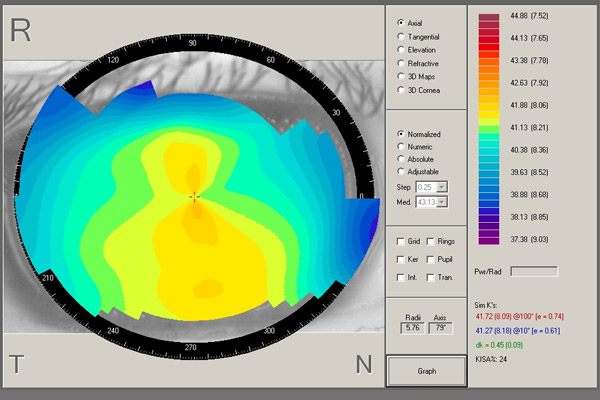 R
90
120
60
30
0
210
240
270
300
T
N
Axial
Tangential
Elevation
Refractive
3D Maps
3D Cornea
Normalized
Numeric
Absolute
Adjustable
Step 0.25
Med. 43.13
Grid Rings
Ker Pupil
Int. Tran.
Radii Axis
5.76 79°
Graph
44.88 (7.52)
44.13 (7.65)
43.38 (7.78)
42.63 (7.92)
41.88 (8.06)
41.13 (8.21)
40.38 (8.36)
39.63 (8.52)
38.88 (8.68)
38.13 (8.85)
37.38 (9.03)
Pwr/Rad
Sim K's:
41.72 (8.09) @100° [e = 0.74]
41.27 (8.18) @10° [e = 0.61]
dk = 0.45 (0.09)
KISA%: 24